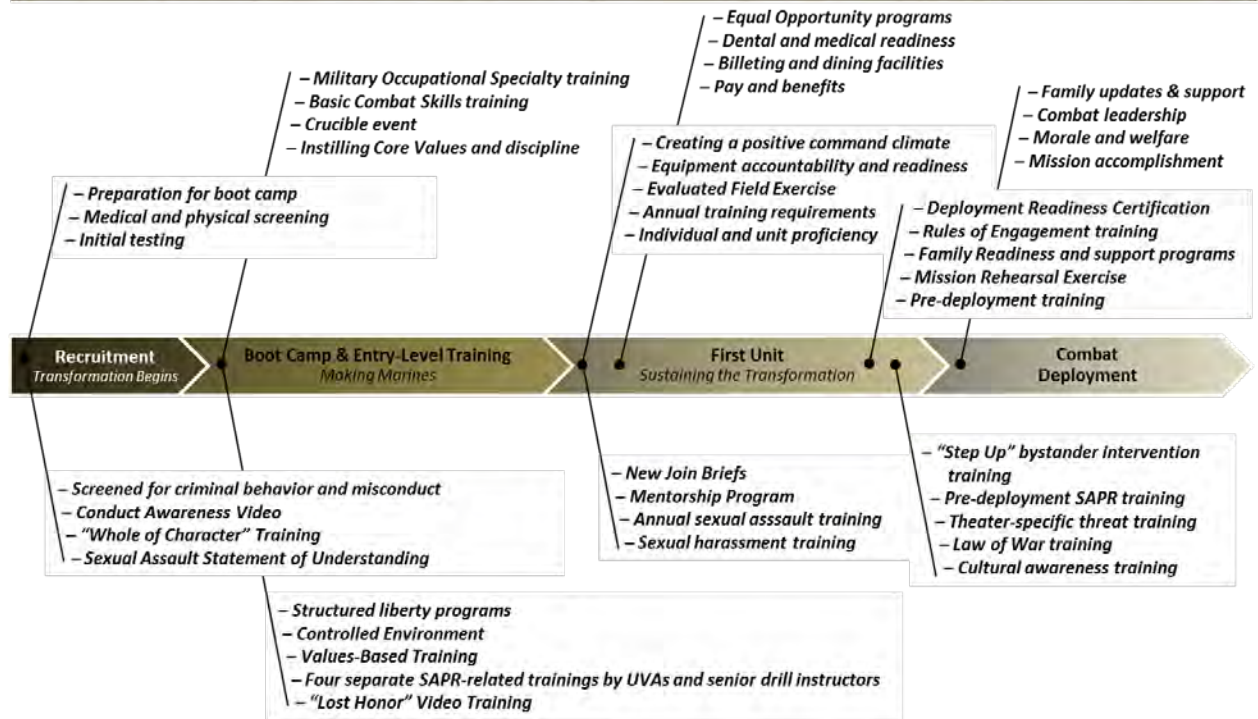 – Equal Opportunity programs
– Dental and medical readiness
– Billeting and dining facilities
– Pay and benefits
– Military Occupational Specialty training
– Basic Combat Skills training
– Crucible event
– Instilling Core Values and discipline
– Family updates & support
– Combat leadership
– Morale and welfare
– Mission accomplishment
– Creating a positive command climate
– Equipment accountability and readiness
– Evaluated Field Exercise
– Annual training requirements
– Individual and unit proficiency
– Preparation for boot camp
– Medical and physical screening
– Initial testing
– Deployment Readiness Certification
– Rules of Engagement training
– Family Readiness and support programs
– Mission Rehearsal Exercise
– Pre-deployment training
Recruitment
Transformation Begins
Boot Camp & Entry-Level Training
Making Marines
First Unit
Sustaining the Transformation
Combat
Deployment
– Screened for criminal behavior and misconduct
– Conduct Awareness Video
– "Whole of Character" Training
– Sexual Assault Statement of Understanding
– New Join Briefs
– Mentorship Program
– Annual sexual asssault training
– Sexual harassment training
– "Step Up" bystander intervention
training
– Pre-deployment SAPR training
– Theater-specific threat training
– Law of War training
– Cultural awareness training
– Structured liberty programs
– Controlled Environment
– Values-Based Training
– Four separate SAPR-related trainings by UVAs and senior drill instructors
– "Lost Honor" Video Training